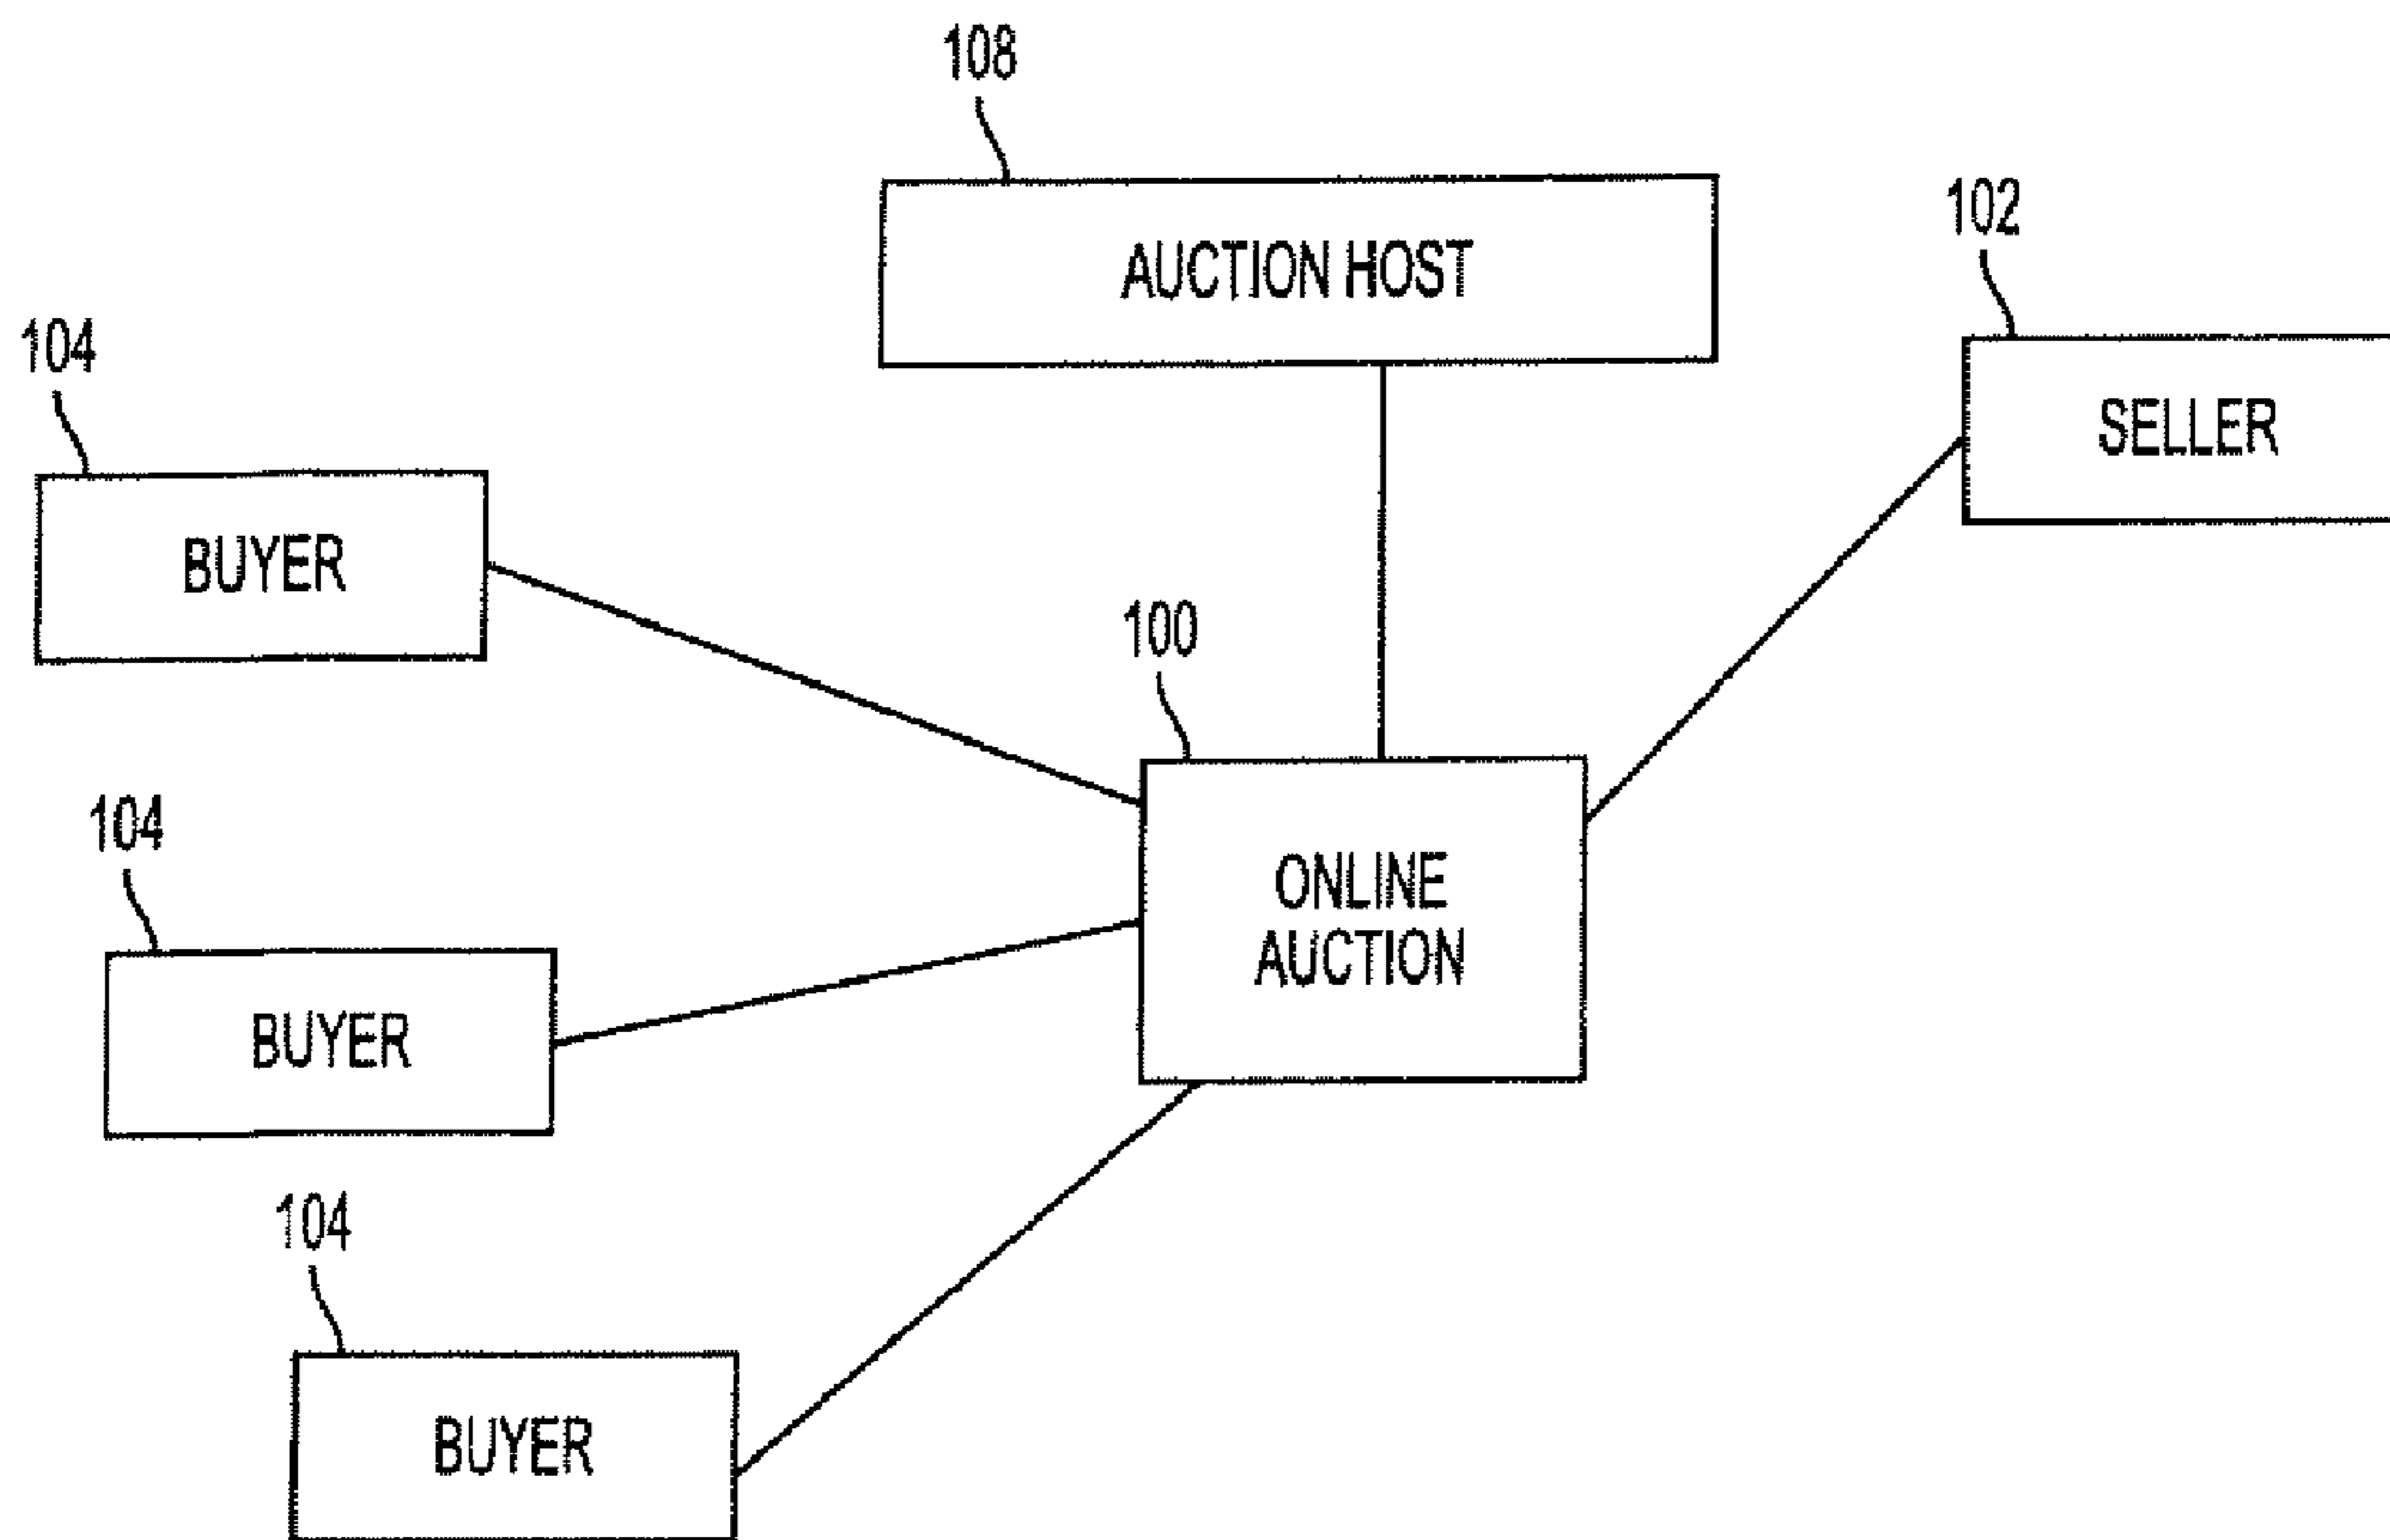 108
AUCTION HOST
102
SELLER
104
BUYER
100
ONLINE
AUCTION
104
BUYER
104
BUYER